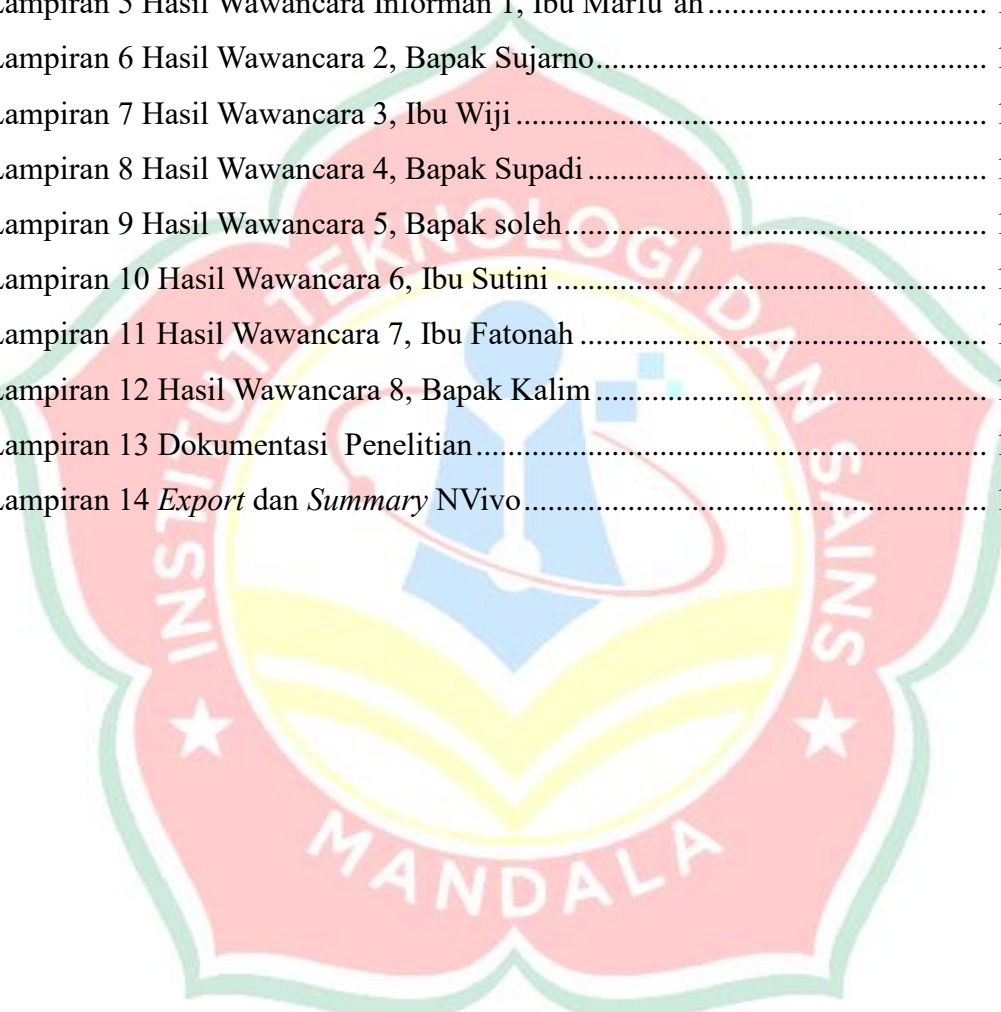 Lampiran 5 Hasil Wawancara Informan 1, Ibu Marfu'ah
Lampiran 6 Hasil Wawancara 2, Bapak Sujarno
Lampiran 7 Hasil Wawancara 3, Ibu Wiji
Lampiran 8 Hasil Wawancara 4, Bapak Supadi
Lampiran 9 Hasil Wawancara 5, Bapak soleh
Lampiran 10 Hasil Wawancara 6, Ibu Sutini
Lampiran 11 Hasil Wawancara 7, Ibu Fatonah
Lampiran 12 Hasil Wawancara 8, Bapak Kalim
Lampiran 13 Dokumentasi Penelitian
Lampiran 14 Export dan Summary NVivo
INSTITUT TEKNOLOGI DAN SAINS
MANDALA